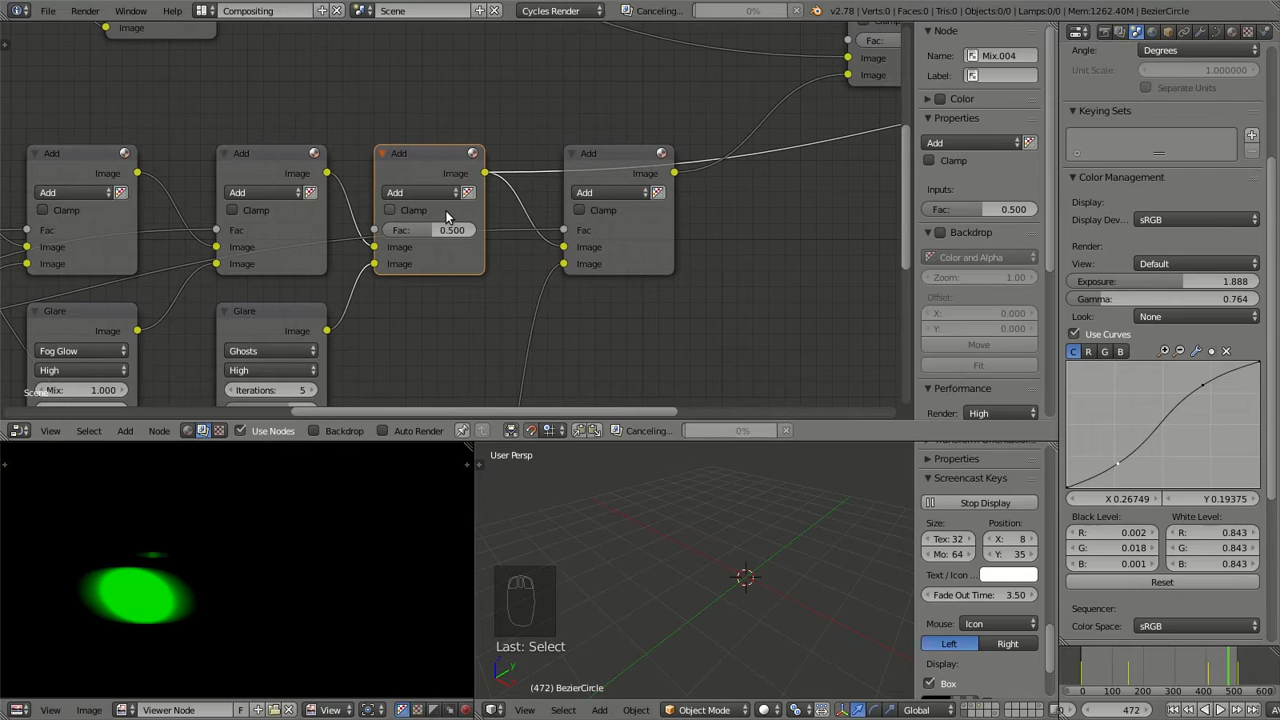 File Render Window Help Compositing Scene Cycles Render Canceling... 0% v2.78 | Verts:0 | Faces:0 | Tris:0 | Objects:0/0 | Lamps:0/0 | Mem:1262.40M | BezierCircle
Image
Fac:
Image
Image
Add
Image
Add
Clamp
Fac
Image
Image
Add
Image
Add
Clamp
Fac
Image
Image
Add
Image
Add
Clamp
Fac: 0.500
Image
Image
Add
Image
Add
Clamp
Fac
Image
Image
Glare
Image
Fog Glow
High
Mix: 1.000
Glare
Image
Ghosts
High
Iterations: 5
Node
Name: Mix.004
Label:
Color
Properties
Add
Clamp
Inputs:
Fac: 0.500
Backdrop
Color and Alpha
Zoom: 1.00
Offset:
X: 0.000
Y: 0.000
Move
Fit
Performance
Render: High
View Select Add Node Use Nodes Backdrop Auto Render Canceling... 0%
Angle: Degrees
Unit Scale: 1.000000
Separate Units
Keying Sets
Color Management
Display:
Display Dev... sRGB
Render:
View: Default
Exposure: 1.888
Gamma: 0.764
Look: None
Use Curves
C R G B
X 0.26749 Y 0.19375
Black Level: White Level:
R: 0.002 R: 0.843
G: 0.018 G: 0.843
B: 0.001 B: 0.843
Reset
Sequencer:
Color Space: sRGB
User Persp
Last: Select
(472) BezierCircle
Properties
Screencast Keys
Stop Display
Size: Position:
Tex: 32 X: 8
Mo: 64 Y: 35
Text / Icon ...
Fade Out Time: 3.50
Mouse: Icon
Left Right
Display:
Box
0 100 200 300 400 500 600
View Image Viewer Node F View
View Select Add Object Object Mode Global
472